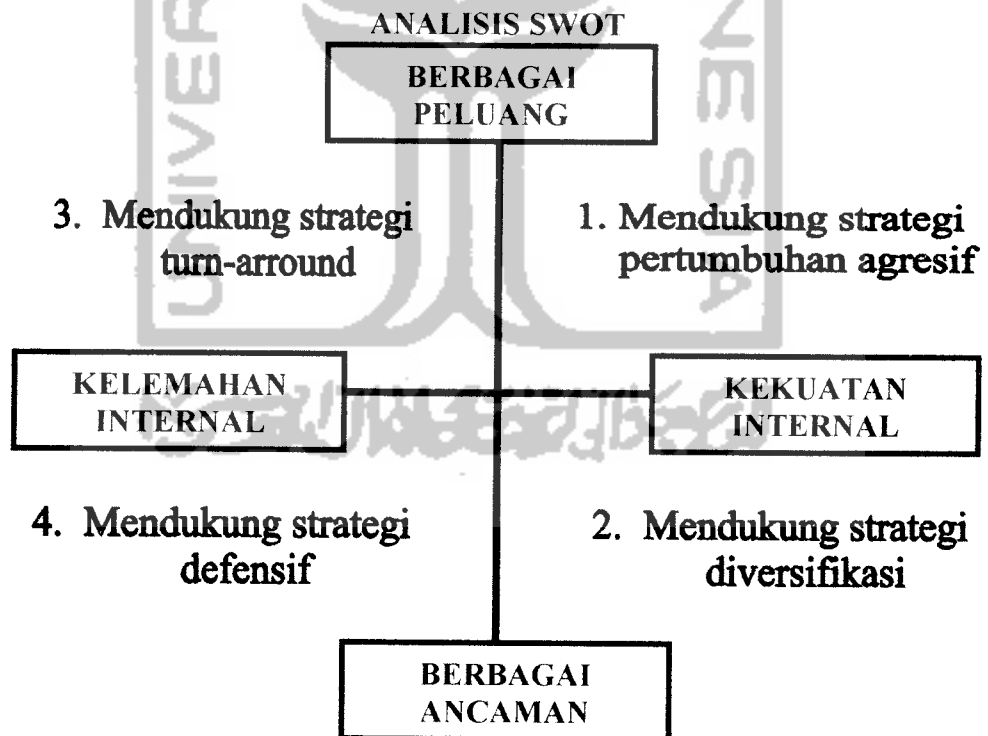 ANALISIS SWOT
BERBAGAI
PELUANG
3. Mendukung strategi
turn-arround
1. Mendukung strategi
pertumbuhan agresif
KELEMAHAN
INTERNAL
KEKUATAN
INTERNAL
4. Mendukung strategi
defensif
2. Mendukung strategi
diversifikasi
BERBAGAI
ANCAMAN